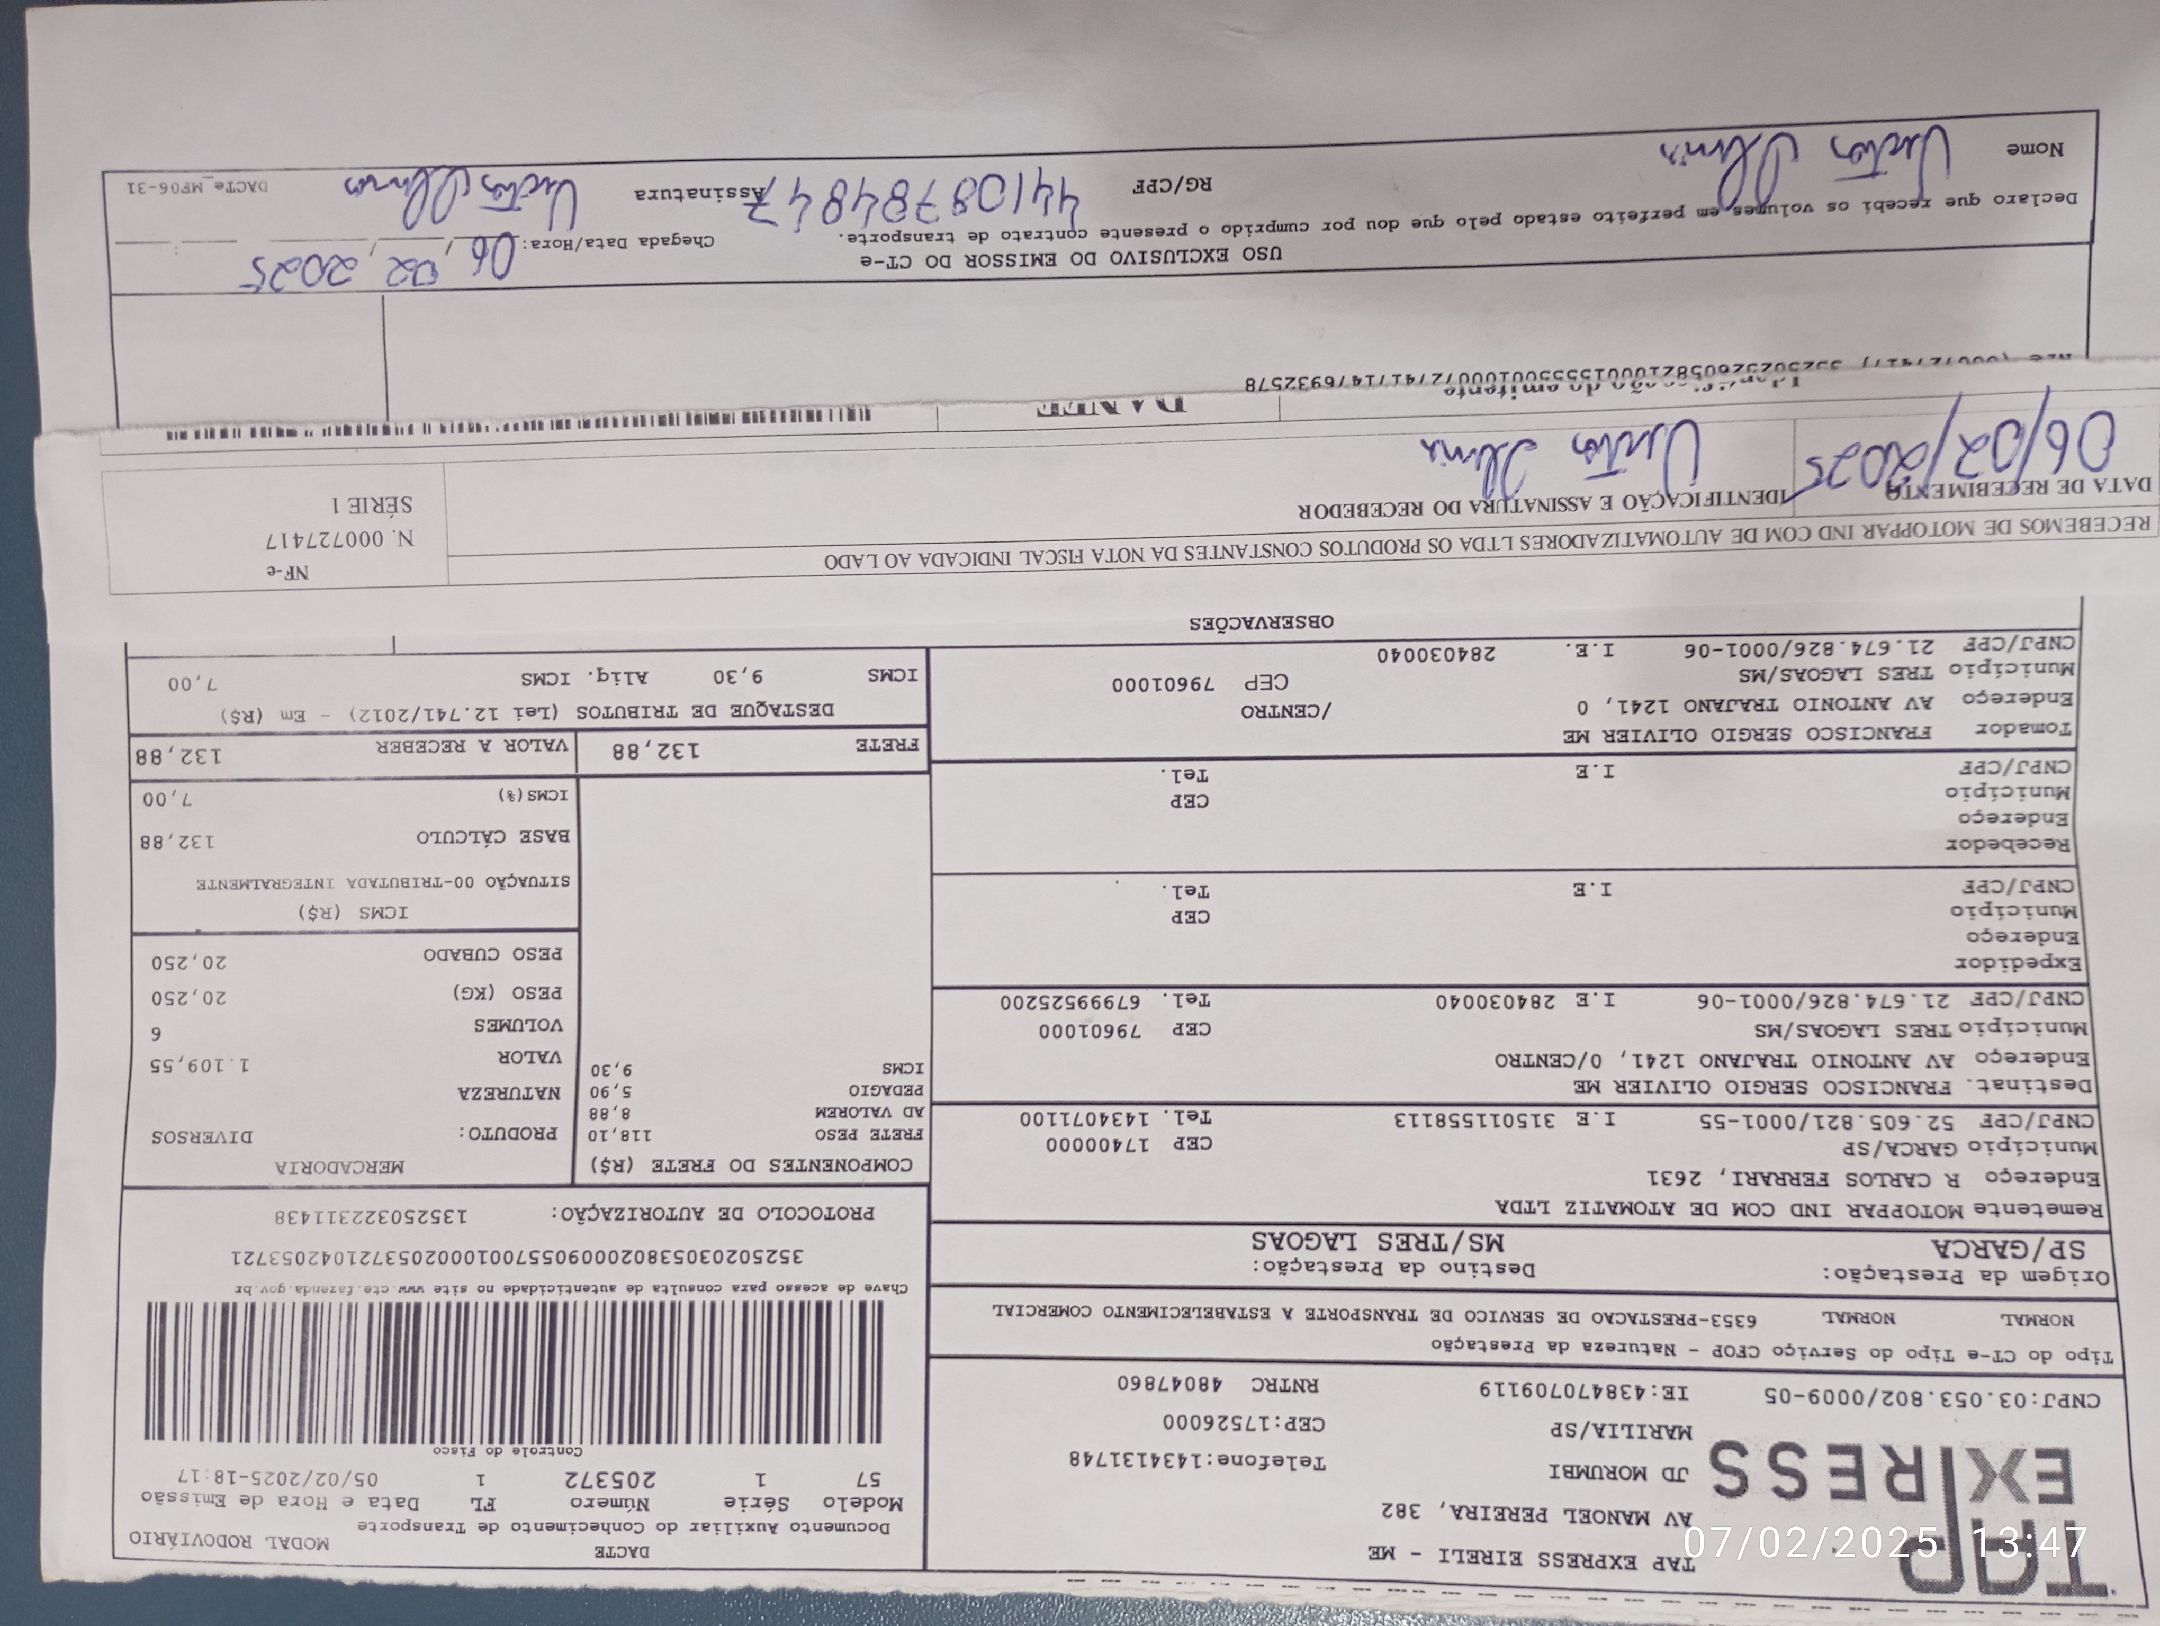 TAP
EXPRESS
TAP EXPRESS EIRELI - ME
AV MANOEL PEREIRA, 382
JD MORUMBI Telefone:1434131748
MARILIA/SP CEP:17526000
CNPJ:03.053.802/0009-05 IE:43847079119 RNTRC 48047860
DACTE MODAL RODOVIÁRIO
Documento Auxiliar do Conhecimento de Transporte
Modelo Série Número FL Data e Hora de Emissão
57 1 205372 1 05/02/2025-18:17
Controle do Fisco
Chave de acesso para consulta de autenticidade no site www.cte.fazenda.gov.br
35250203053802000905570010002053721042053721
PROTOCOLO DE AUTORIZAÇÃO: 135250322311438
Tipo do CT-e Tipo do Serviço CFOP - Natureza da Prestação
NORMAL NORMAL 6353-PRESTACAO DE SERVICO DE TRANSPORTE A ESTABELECIMENTO COMERCIAL
Origem da Prestação: Destino da Prestação:
SP/GARCA MS/TRES LAGOAS
Remetente MOTOPPAR IND COM DE ATOMATIZ LTDA
Endereço R CARLOS FERRARI, 2631
Município GARCA/SP CEP 17400000
CNPJ/CPF 52.605.821/0001-55 I.E 315011558113 Tel. 1434071100
Destinat. FRANCISCO SERGIO OLIVIER ME
Endereço AV ANTONIO TRAJANO 1241, 0/CENTRO
Município TRES LAGOAS/MS CEP 79601000
CNPJ/CPF 21.674.826/0001-06 I.E 284030040 Tel. 6799525200
Expedidor
Endereço
Município CEP
CNPJ/CPF I.E Tel.
Recebedor
Endereço
Município CEP
CNPJ/CPF I.E Tel.
Tomador FRANCISCO SERGIO OLIVIER ME
Endereço AV ANTONIO TRAJANO 1241, 0 /CENTRO
Município TRES LAGOAS/MS CEP 79601000
CNPJ/CPF 21.674.826/0001-06 I.E. 284030040
COMPONENTES DO FRETE (R$)
FRETE PESO 118,10
AD VALOREM 8,88
PEDAGIO 5,90
ICMS 9,30
MERCADORIA
PRODUTO: DIVERSOS
NATUREZA
VALOR 1.109,55
VOLUMES 6
PESO (KG) 20,250
PESO CUBADO 20,250
ICMS (R$)
SITUAÇÃO 00-TRIBUTADA INTEGRALMENTE
BASE CÁLCULO 132,88
ICMS(%) 7,00
FRETE 132,88 VALOR A RECEBER 132,88
DESTAQUE DE TRIBUTOS (Lei 12.741/2012) - Em (R$)
ICMS 9,30 Aliq. ICMS 7,00
OBSERVAÇÕES
RECEBEMOS DE MOTOPPAR IND COM DE AUTOMATIZADORES LTDA OS PRODUTOS CONSTANTES DA NOTA FISCAL INDICADA AO LADO
NF-e
N. 000727417
SÉRIE 1
DATA DE RECEBIMENTO IDENTIFICAÇÃO E ASSINATURA DO RECEBEDOR
06/02/2025
Identificação do emitente DANFE
USO EXCLUSIVO DO EMISSOR DO CT-e
Declaro que recebi os volumes em perfeito estado pelo que dou por cumprido o presente contrato de transporte.
Chegada Data/Hora: 06 02 2025
Nome Victor
RG/CPF 44108784847 Assinatura Victor
DACTe_MF06-31
07/02/2025 13:47